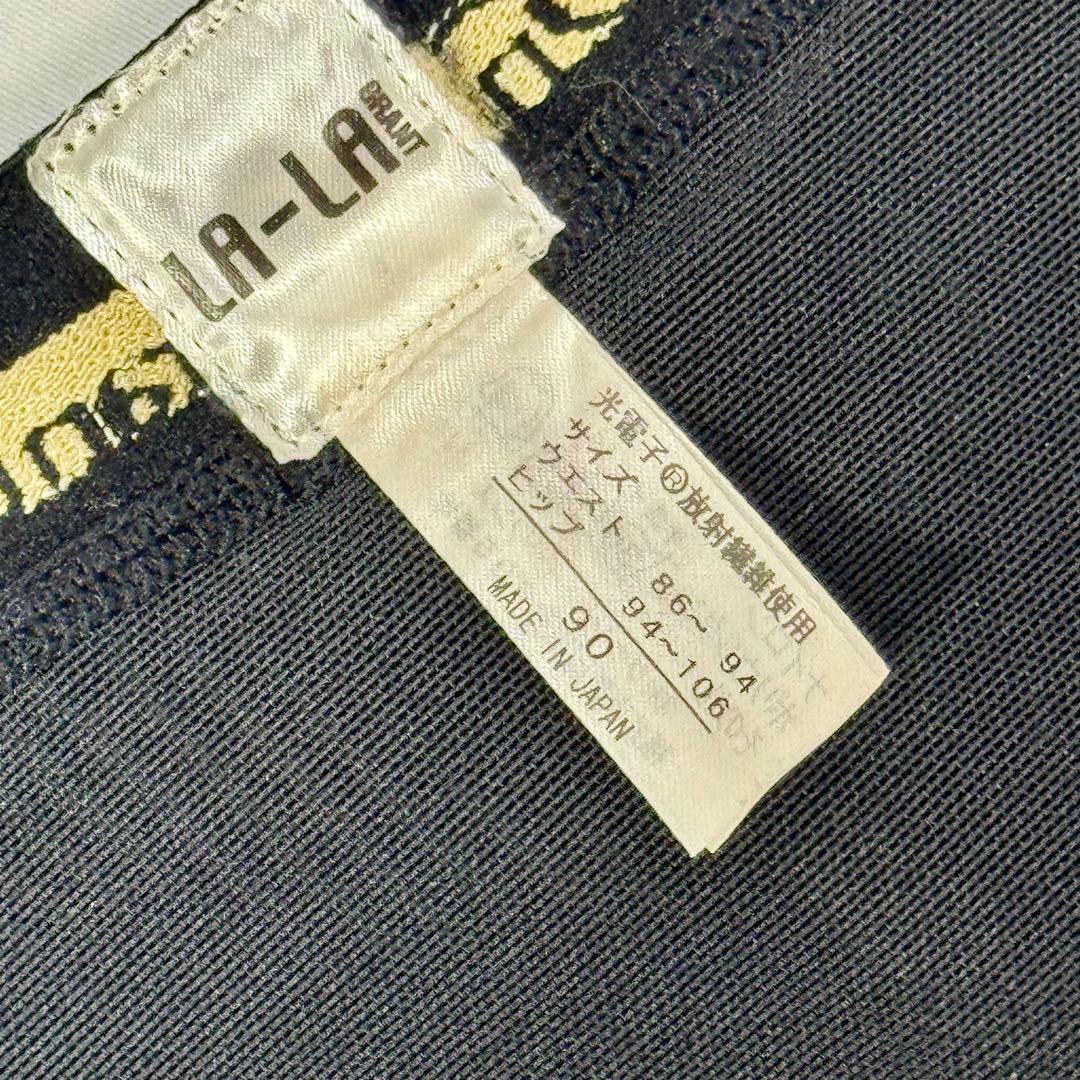 LA-LA GRANT
光電子®放射繊維使用
サイズ
ウエスト 86～ 94
ヒップ 94～106
90
MADE IN JAPAN